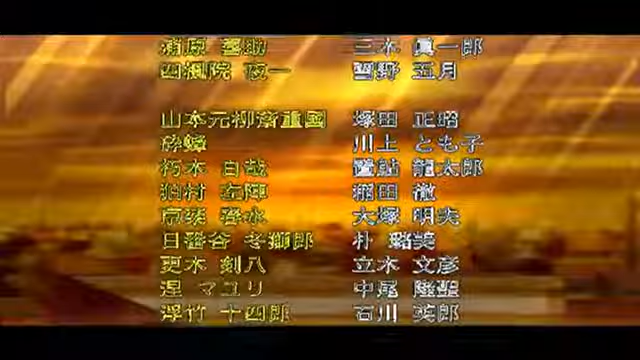 浦原 喜助 三木 眞一郎
四楓院 夜一 雪野 五月
山本元柳斎重國 塚田 正昭
砕蜂 川上 とも子
朽木 白哉 置鮎 龍太郎
狛村 左陣 稲田 徹
京楽 春水 大塚 明夫
日番谷 冬獅郎 朴 璐美
更木 剣八 立木 文彦
涅 マユリ 中尾 隆聖
浮竹 十四郎 石川 英郎